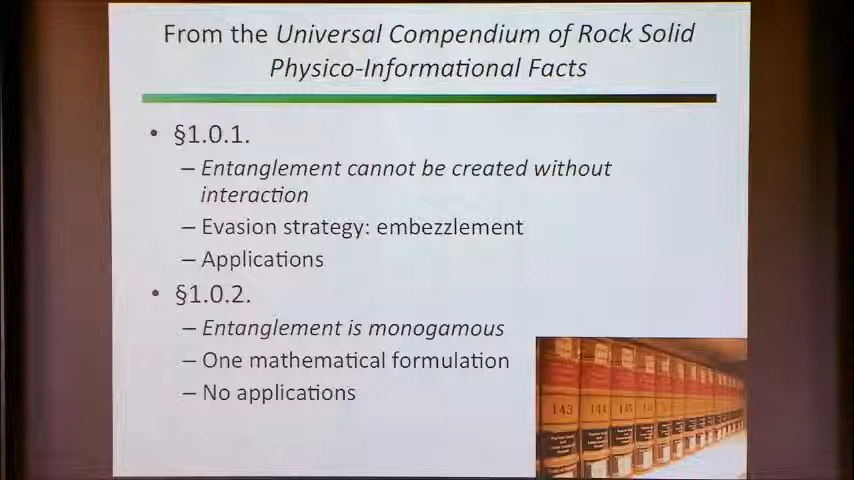 From the Universal Compendium of Rock Solid
Physico-Informational Facts
• §1.0.1.
– Entanglement cannot be created without
interaction
– Evasion strategy: embezzlement
– Applications
• §1.0.2.
– Entanglement is monogamous
– One mathematical formulation
– No applications
143 144 145